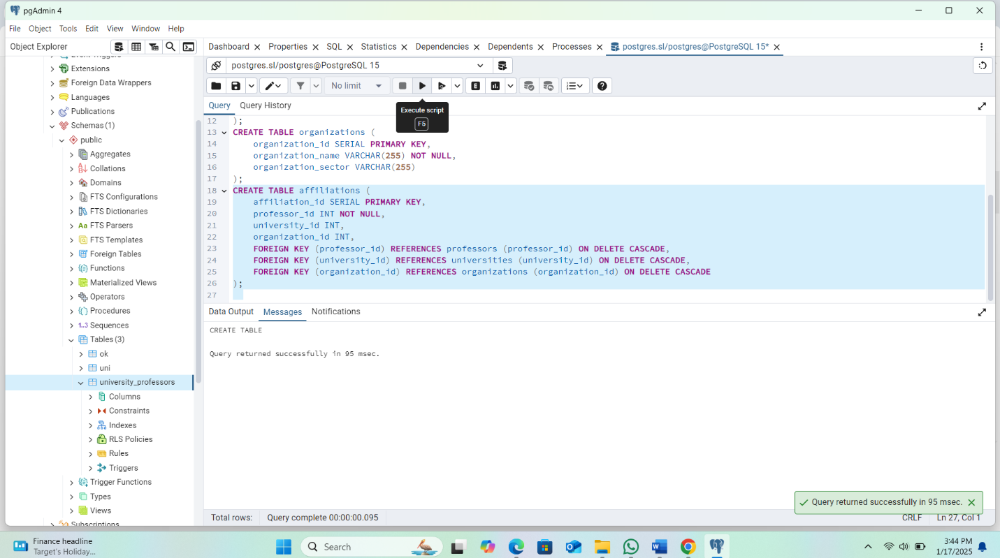 pgAdmin 4
File Object Tools Edit View Window Help
Object Explorer
Dashboard Properties SQL Statistics Dependencies Dependents Processes postgres.sl/postgres@PostgreSQL 15*
postgres.sl/postgres@PostgreSQL 15
No limit
Execute script
F5
Query Query History
Event Triggers
Extensions
Foreign Data Wrappers
Languages
Publications
Schemas (1)
public
Aggregates
Collations
Domains
FTS Configurations
FTS Dictionaries
Aa FTS Parsers
FTS Templates
Foreign Tables
Functions
Materialized Views
Operators
Procedures
1..3 Sequences
Tables (3)
ok
uni
university_professors
Columns
Constraints
Indexes
RLS Policies
Rules
Triggers
Trigger Functions
Types
Views
Subscriptions
12 );
13 CREATE TABLE organizations (
14 organization_id SERIAL PRIMARY KEY,
15 organization_name VARCHAR(255) NOT NULL,
16 organization_sector VARCHAR(255)
17 );
18 CREATE TABLE affiliations (
19 affiliation_id SERIAL PRIMARY KEY,
20 professor_id INT NOT NULL,
21 university_id INT,
22 organization_id INT,
23 FOREIGN KEY (professor_id) REFERENCES professors (professor_id) ON DELETE CASCADE,
24 FOREIGN KEY (university_id) REFERENCES universities (university_id) ON DELETE CASCADE,
25 FOREIGN KEY (organization_id) REFERENCES organizations (organization_id) ON DELETE CASCADE
26 );
27
Data Output Messages Notifications
CREATE TABLE
Query returned successfully in 95 msec.
Query returned successfully in 95 msec.
Total rows: Query complete 00:00:00.095 CRLF Ln 27, Col 1
Finance headline
Target's Holiday...
Search
3:44 PM
1/17/2025